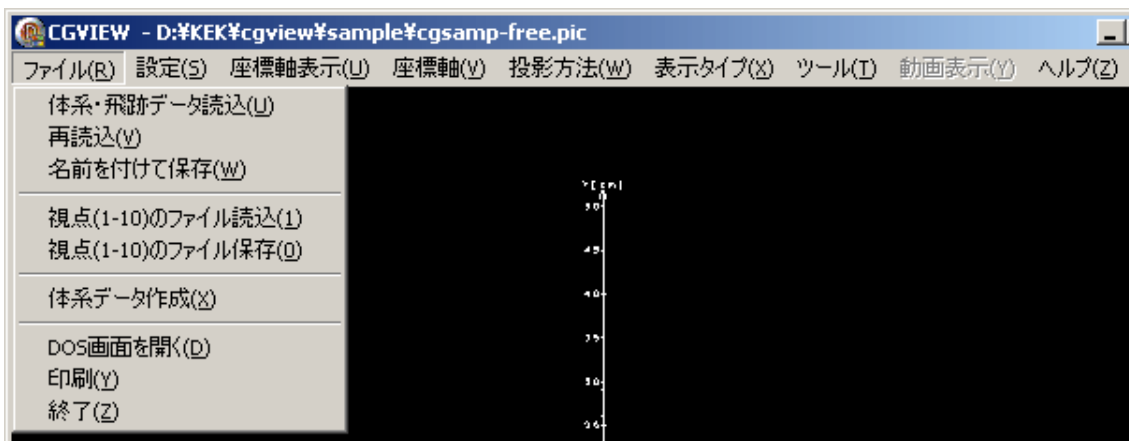 CGVIEW - D:¥KEK¥cgview¥sample¥cgsamp-free.pic
ファイル(R) 設定(S) 座標軸表示(U) 座標軸(V) 投影方法(W) 表示タイプ(X) ツール(T) 動画表示(Y) ヘルプ(Z)
体系・飛跡データ読込(U)
再読込(V)
名前を付けて保存(W)
視点(1-10)のファイル読込(1)
視点(1-10)のファイル保存(0)
体系データ作成(X)
DOS画面を開く(D)
印刷(Y)
終了(Z)
Y[cm]
45
40